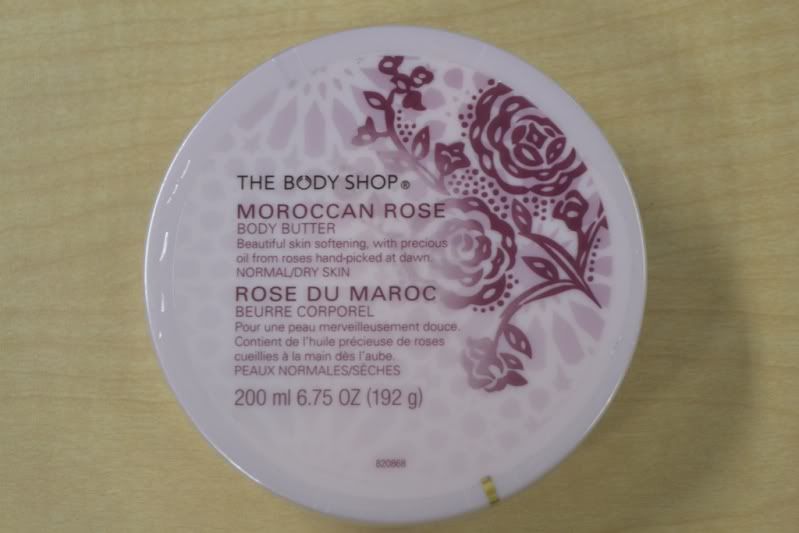 THE BODY SHOP®
MOROCCAN ROSE
BODY BUTTER
Beautiful skin softening, with precious
oil from roses hand-picked at dawn.
NORMAL/DRY SKIN
ROSE DU MAROC
BEURRE CORPOREL
Pour une peau merveilleusement douce.
Contient de l'huile précieuse de roses
cueillies à la main dès l'aube.
PEAUX NORMALES/SÈCHES
200 ml 6.75 OZ (192 g)
820868